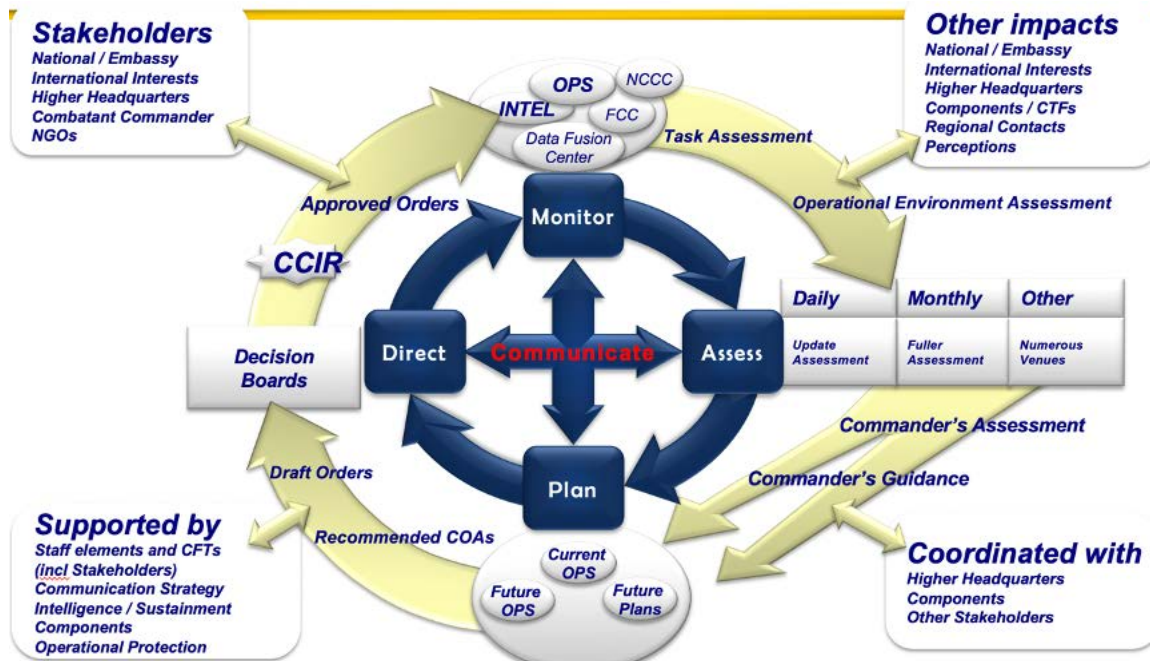 Stakeholders
National / Embassy
International Interests
Higher Headquarters
Combatant Commander
NGOs
Other impacts
National / Embassy
International Interests
Higher Headquarters
Components / CTFs
Regional Contacts
Perceptions
OPS
NCCC
INTEL
FCC
Data Fusion
Center
Task Assessment
Operational Environment Assessment
Approved Orders
CCIR
Monitor
Direct
Communicate
Assess
Plan
Decision
Boards
Daily
Monthly
Other
Update
Assessment
Fuller
Assessment
Numerous
Venues
Commander's Assessment
Commander's Guidance
Draft Orders
Recommended COAs
Current
OPS
Future
OPS
Future
Plans
Supported by
Staff elements and CFTs
(incl Stakeholders)
Communication Strategy
Intelligence / Sustainment
Components
Operational Protection
Coordinated with
Higher Headquarters
Components
Other Stakeholders